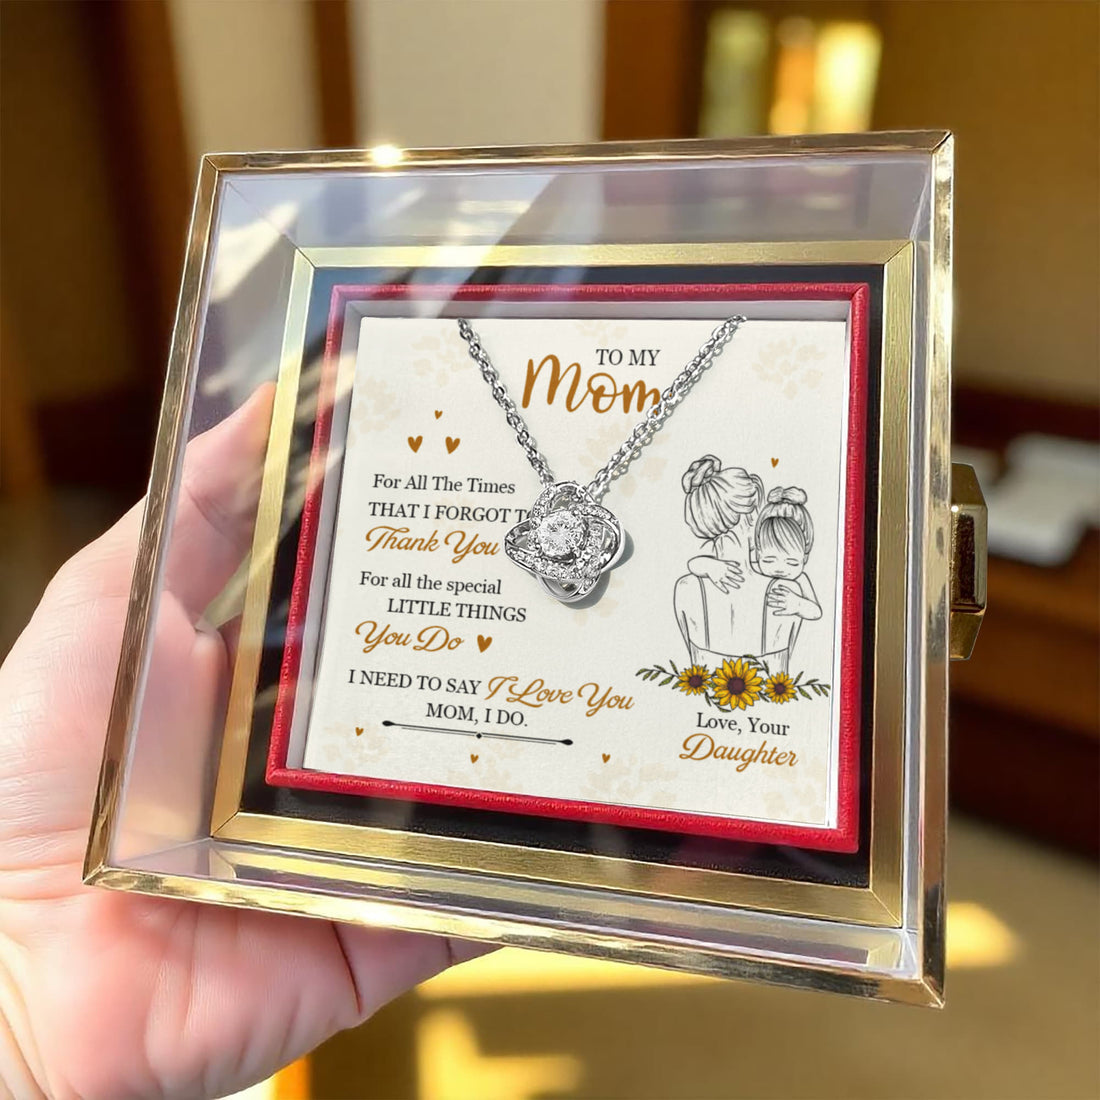 TO MY
Mom
For All The Times
THAT I FORGOT TO
Thank You
For all the special
LITTLE THINGS
You Do
I NEED TO SAY I Love You
MOM, I DO.
Love, Your
Daughter